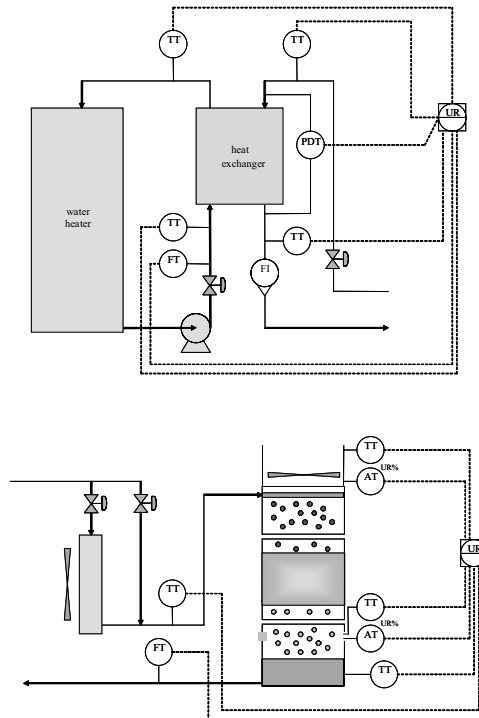 TT
TT
UR
PDT
heat
exchanger
water
heater
TT
TT
FT
FI
TT
UR%
AT
UR
TT
TT
UR%
AT
FT
TT